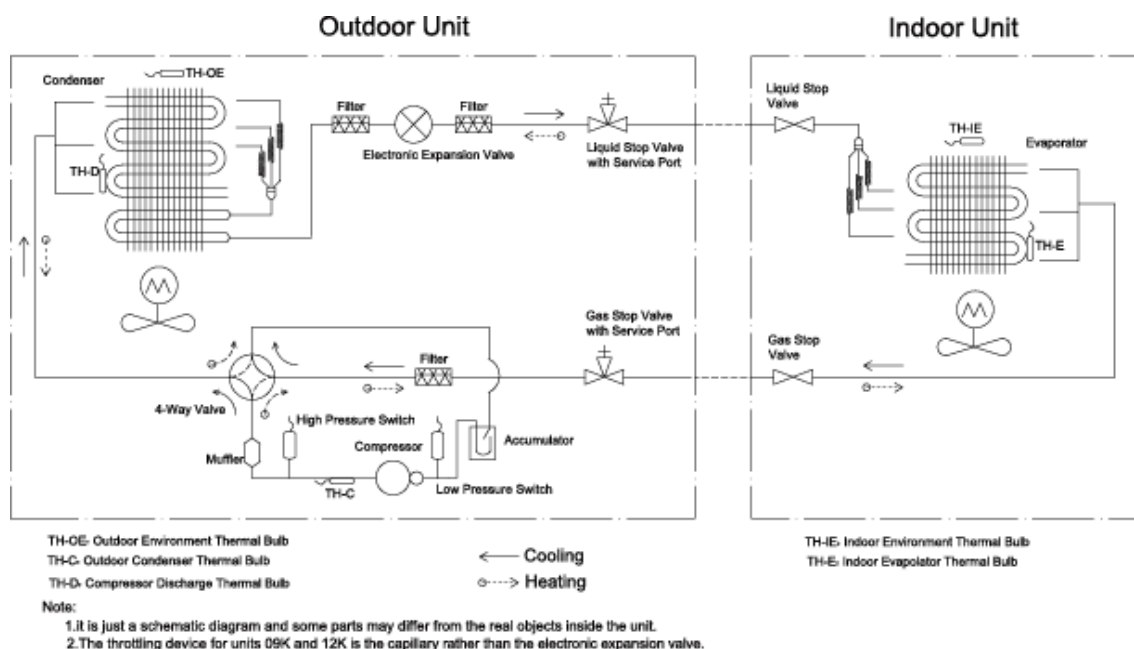 Outdoor Unit
Indoor Unit
Condenser
TH-OE
TH-D
Filter
Electronic Expansion Valve
Filter
Liquid Stop Valve
with Service Port
Liquid Stop
Valve
TH-IE
Evaporator
TH-E
Gas Stop Valve
with Service Port
Gas Stop
Valve
Filter
4-Way Valve
High Pressure Switch
Muffler
Compressor
Accumulator
TH-C
Low Pressure Switch
TH-OE- Outdoor Environment Thermal Bulb
TH-C- Outdoor Condenser Thermal Bulb
TH-D- Compressor Discharge Thermal Bulb
Cooling
Heating
TH-IE- Indoor Environment Thermal Bulb
TH-E- Indoor Evapolator Thermal Bulb
Note:
1.it is just a schematic diagram and some parts may differ from the real objects inside the unit.
2.The throttling device for units 09K and 12K is the capillary rather than the electronic expansion valve.